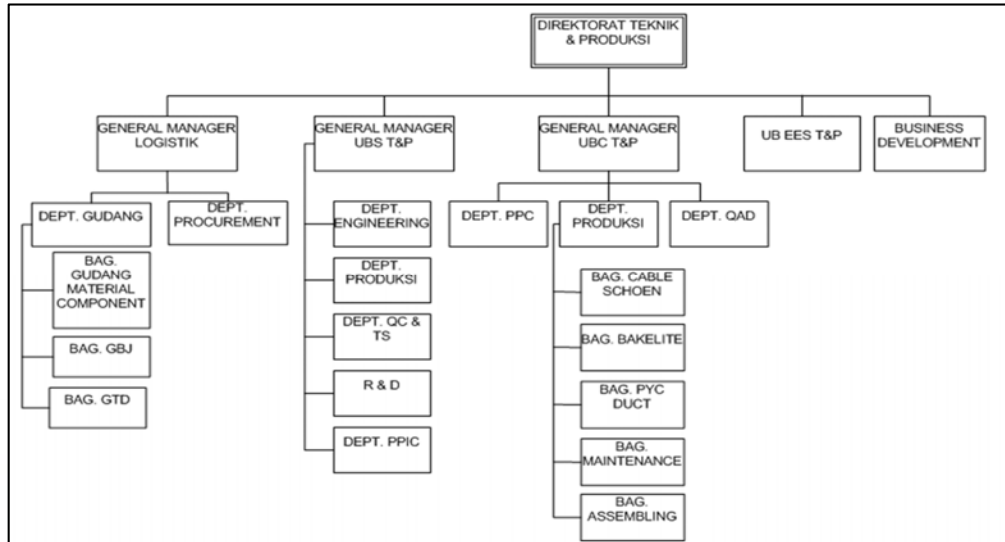 DIREKTORAT TEKNIK
& PRODUKSI
GENERAL MANAGER
LOGISTIK
GENERAL MANAGER
UBS T&P
GENERAL MANAGER
UBC T&P
UB EES T&P
BUSINESS
DEVELOPMENT
DEPT. GUDANG
DEPT.
PROCUREMENT
BAG.
GUDANG
MATERIAL
COMPONENT
BAG. GBJ
BAG. GTD
DEPT.
ENGINEERING
DEPT.
PRODUKSI
DEPT. QC &
TS
R & D
DEPT. PPIC
DEPT. PPC
DEPT.
PRODUKSI
DEPT. QAD
BAG. CABLE
SCHOEN
BAG. BAKELITE
BAG. PYC
DUCT
BAG.
MAINTENANCE
BAG.
ASSEMBLING